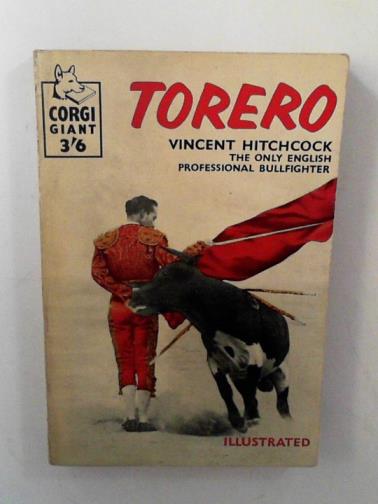 CORGI
GIANT
3'6
TORERO
VINCENT HITCHCOCK
THE ONLY ENGLISH
PROFESSIONAL BULLFIGHTER
ILLUSTRATED